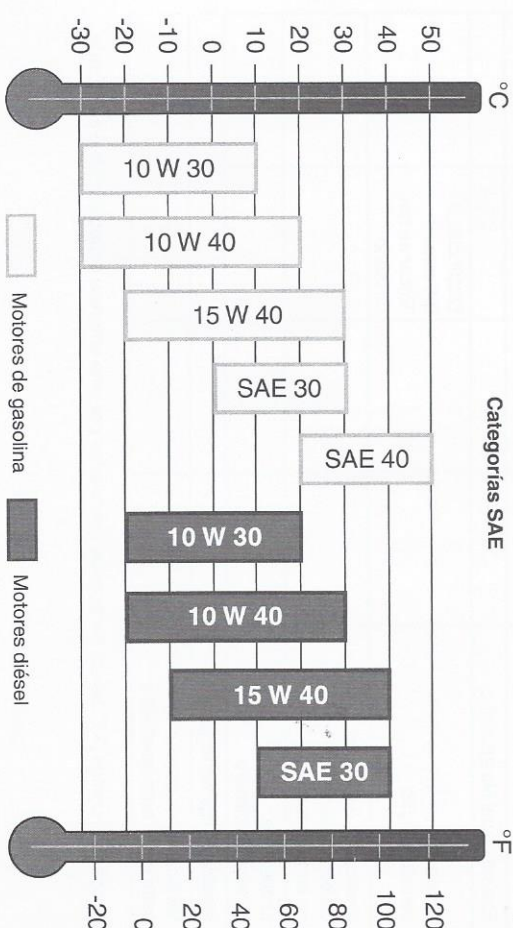 Categorías SAE
°C
50
40
30
20
10
0
-10
-20
-30
10 W 30
10 W 40
15 W 40
SAE 30
SAE 40
10 W 30
10 W 40
15 W 40
SAE 30
°F
120
100
80
60
40
20
0
-20
Motores de gasolina
Motores diésel